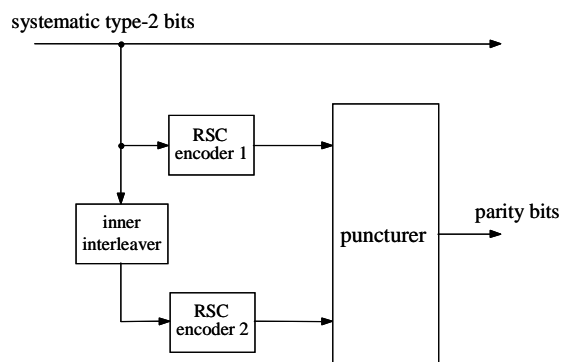 systematic type-2 bits
RSC
encoder 1
inner
interleaver
puncturer
parity bits
RSC
encoder 2